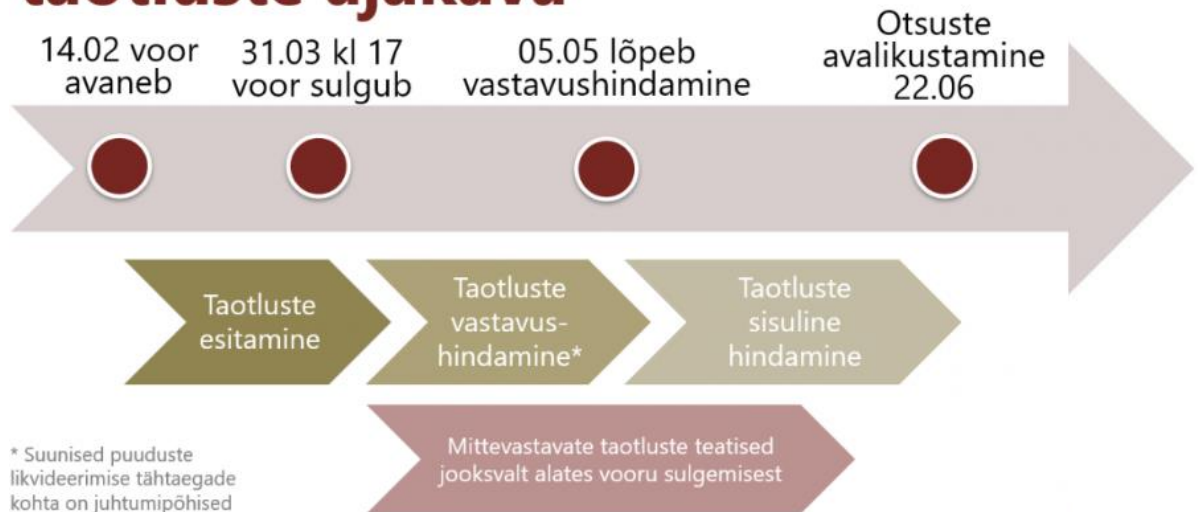 taotluste ajakava
14.02 voor
avaneb
31.03 kl 17
voor sulgub
05.05 lõpeb
vastavushindamine
Otsuste
avalikustamine
22.06
Taotluste
esitamine
Taotluste
vastavus-
hindamine*
Taotluste
sisuline
hindamine
Mittevastavate taotluste teatised
jooksvalt alates vooru sulgemisest
* Suunised puuduste
likvideerimise tähtaegade
kohta on juhtumipõhised